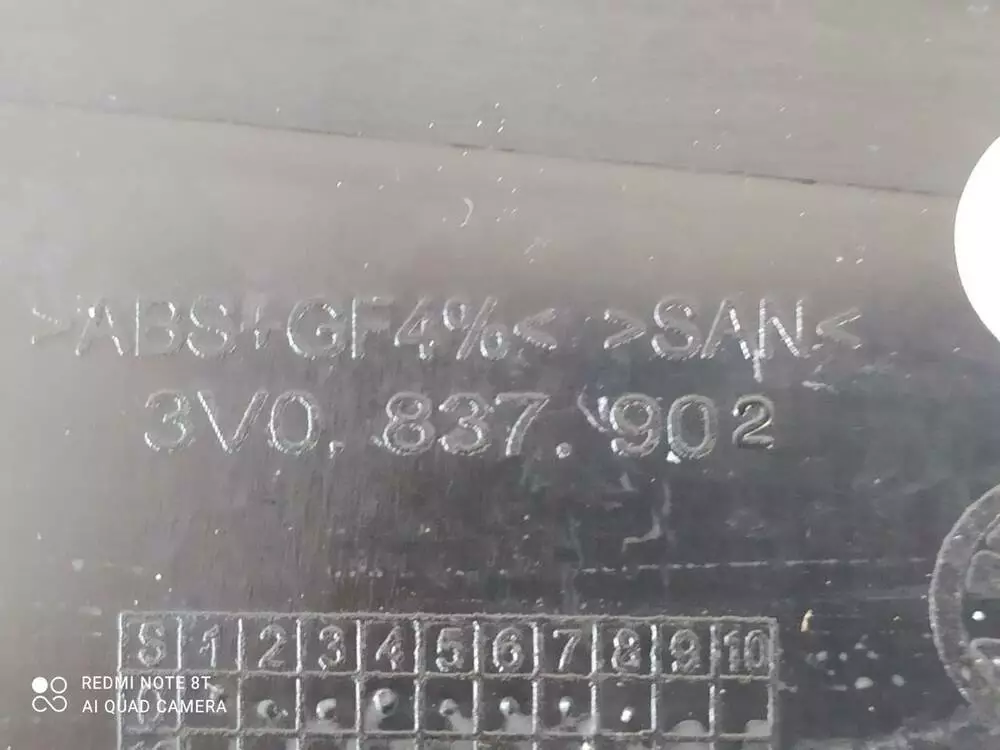 >ABS+GF4%< >SAN<
3V0.837.902
S 1 2 3 4 5 6 7 8 9 10
REDMI NOTE 8T
AI QUAD CAMERA